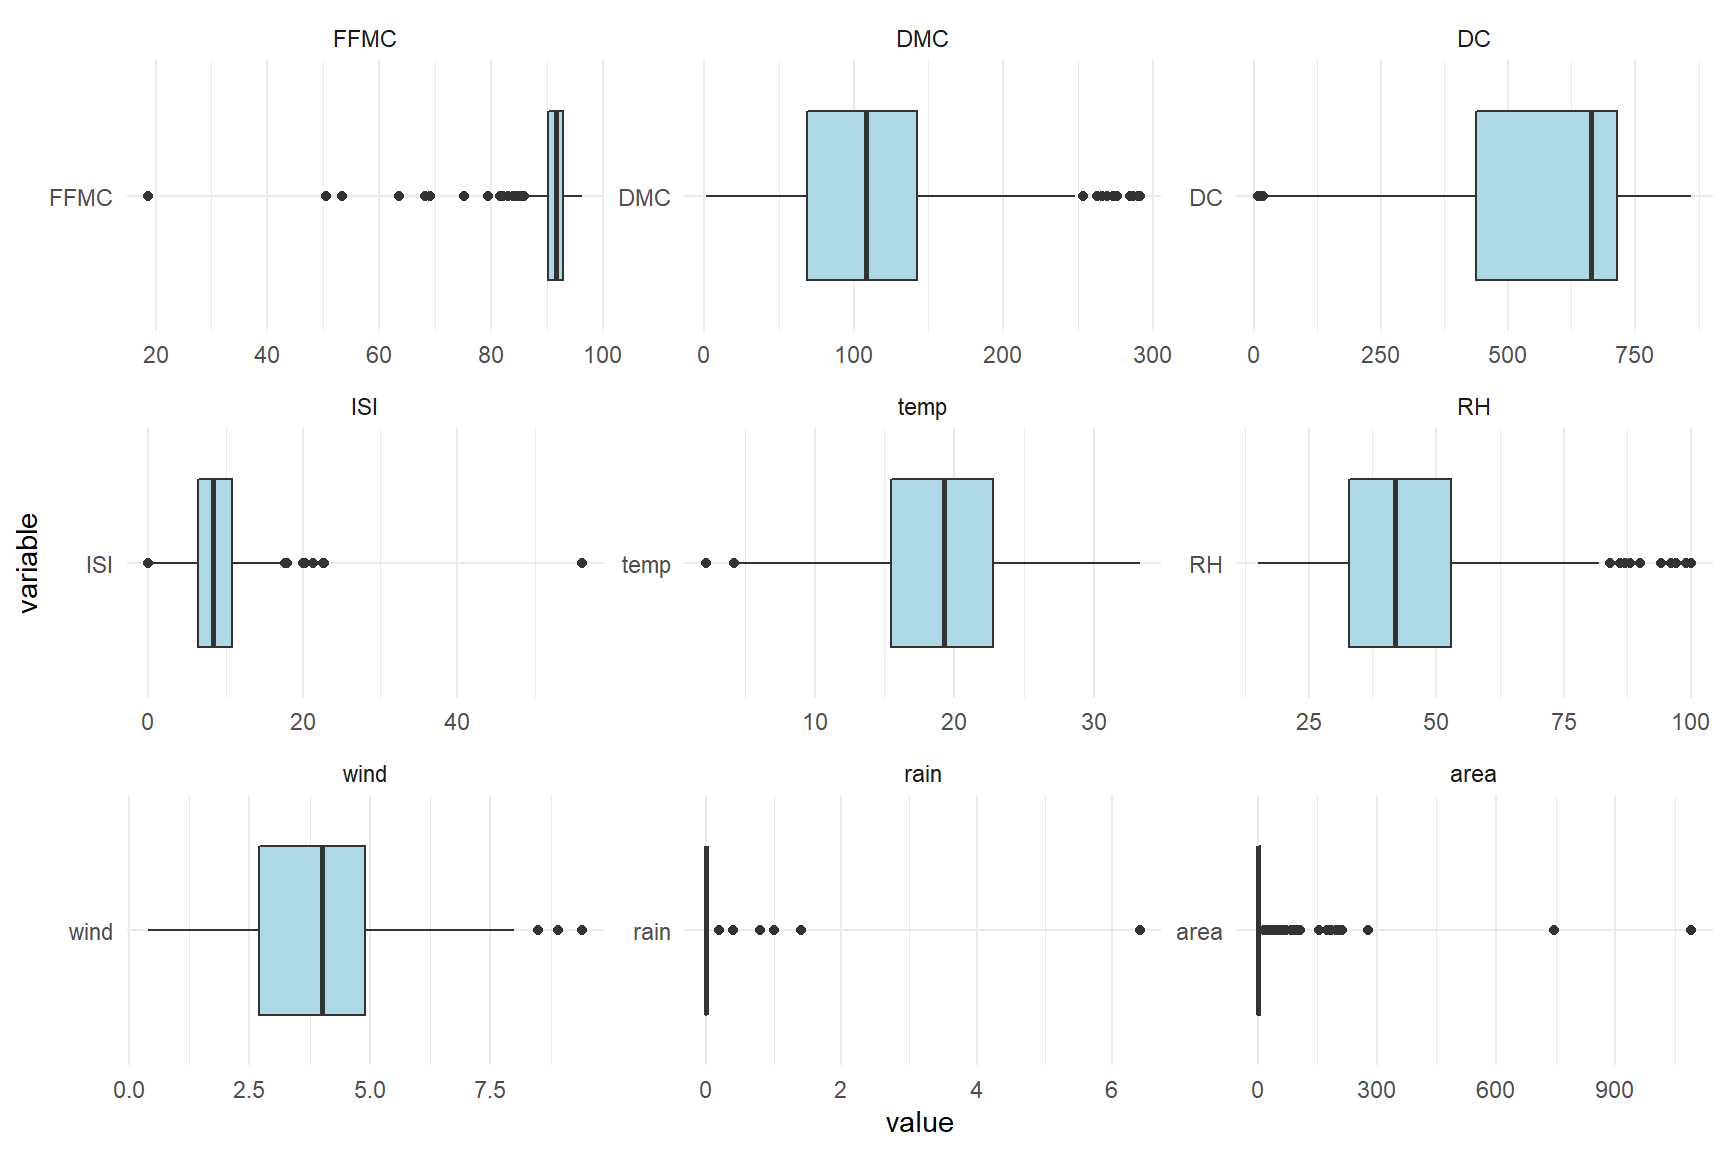 FFMC DMC DC
FFMC DMC DC
20 40 60 80 100 0 100 200 300 0 250 500 750
ISI temp RH
variable
ISI temp RH
0 20 40 10 20 30 25 50 75 100
wind rain area
wind rain area
0.0 2.5 5.0 7.5 0 2 4 6 0 300 600 900
value